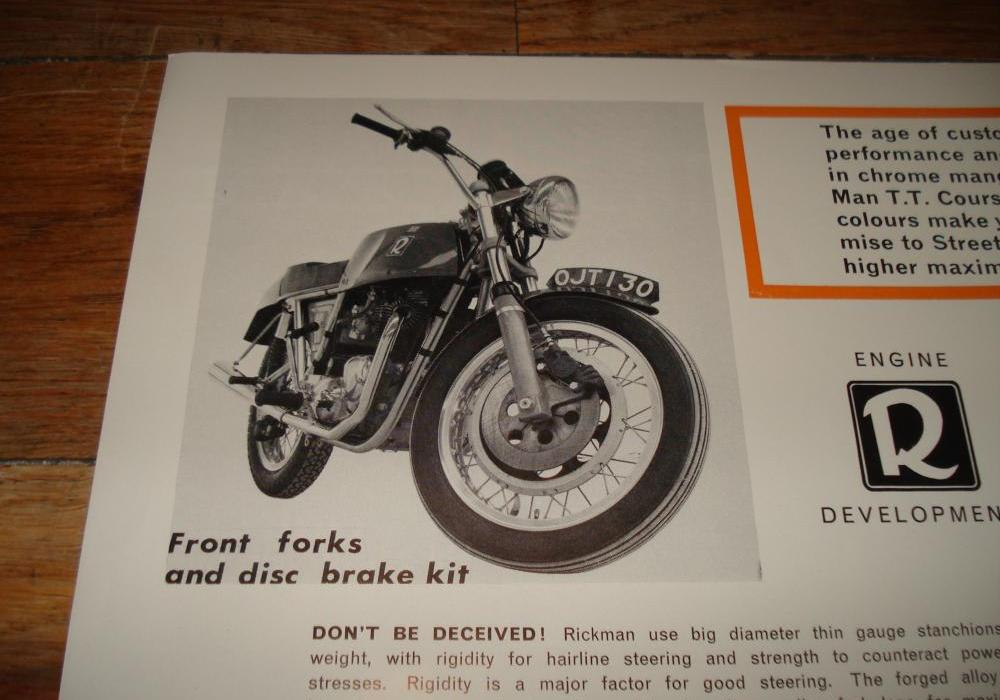 The age of custo
performance an
in chrome man
Man T.T. Cours
colours make y
mise to Street
higher maxim
R
OJT 130
ENGINE
R
DEVELOPMEN
Front forks
and disc brake kit
DON'T BE DECEIVED! Rickman use big diameter thin gauge stanchions
weight, with rigidity for hairline steering and strength to counteract powe
stresses. Rigidity is a major factor for good steering. The forged alloy